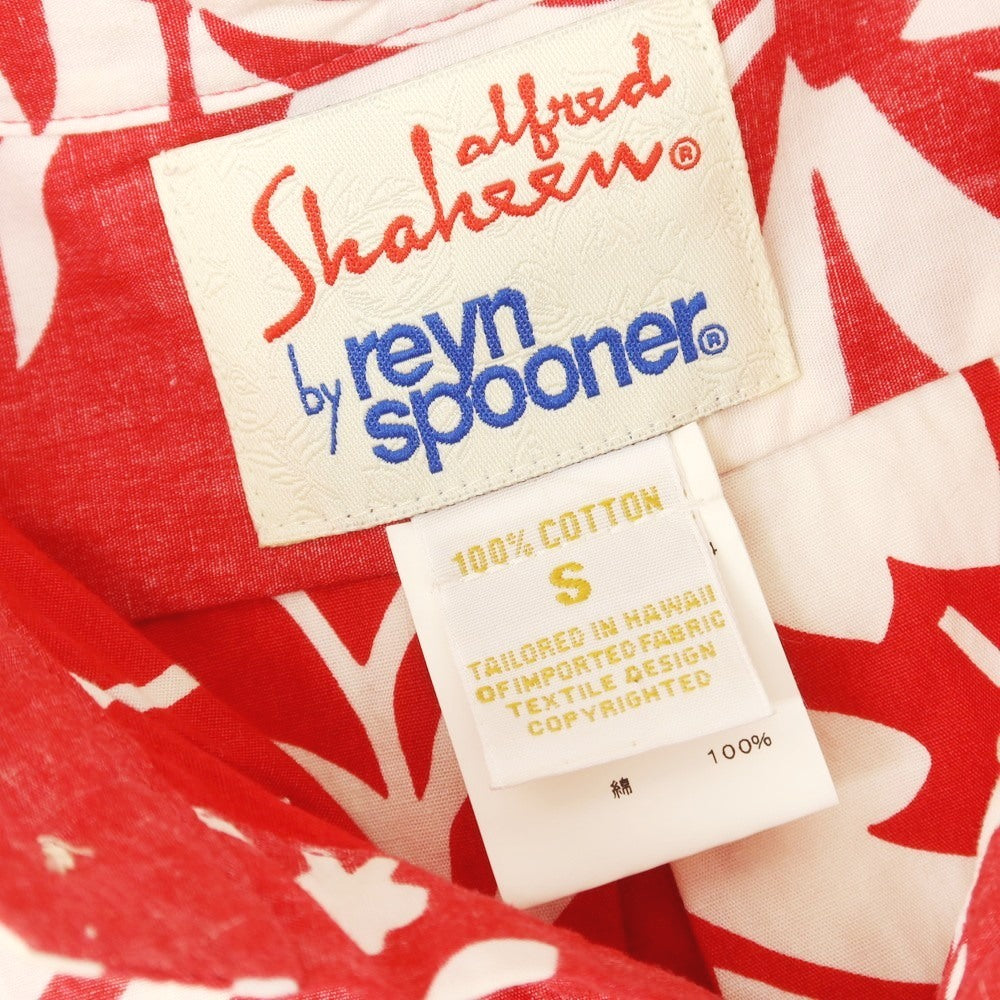 alfred
Shaheen®
by reyn
spooner®
100% COTTON
S
TAILORED IN HAWAII
OF IMPORTED FABRIC
TEXTILE DESIGN
COPYRIGHTED
綿 100%